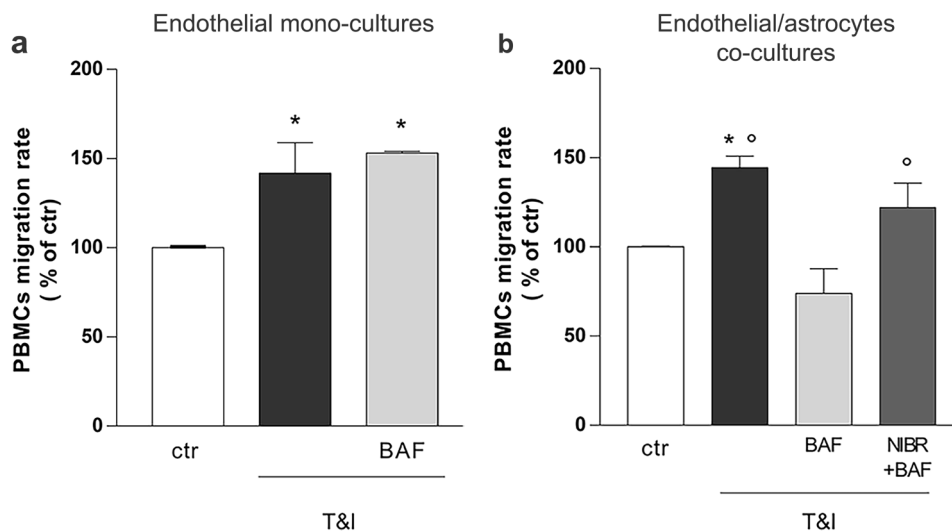 a
Endothelial mono-cultures
PBMCs migration rate
( % of ctr)
200
150
100
50
0
*
*
ctr
BAF
T&I
b
Endothelial/astrocytes
co-cultures
PBMCs migration rate
( % of ctr)
200
150
100
50
0
* °
°
ctr
BAF
NIBR
+BAF
T&I